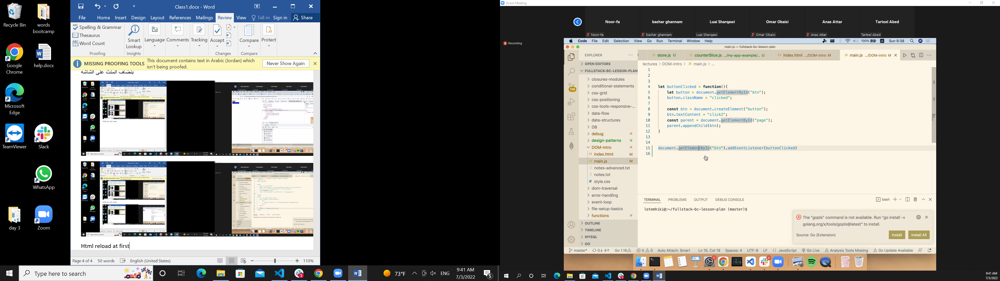 Recycle Bin
words
bootcamp
Google
Chrome
help.docx
Microsoft
Edge
TeamViewer
Slack
WhatsApp
day 3
Zoom
Class1.docx - Word
File Home Insert Design Layout References Mailings Review View Tell m Sign in Share
Spelling & Grammar
Thesaurus
Word Count
Proofing
Smart
Lookup
Insights
Language
Comments
Tracking
Accept
Changes
Compare
Compare
Protect
MISSING PROOFING TOOLS This document contains text in Arabic (Jordan) which
isn't being proofed.
Never Show Again
بنضاف المنت على الشاشة
Html reload at first
Page 4 of 4 50 words English (United States) 110%
Type here to search
73°F ENG 9:41 AM
7/3/2022
5
Zoom Meeting
Noor-fa bashar ghannam Luai Sharqawi Omar Obaisi Anas Attar Tarteel Abed
Noor-fa bashar ghannam Luai Sharqawi Omar Obaisi Anas Attar Tarteel Abed
Recording
Code File Edit Selection View Go Run Terminal Window Help 100% Sun 9:38
main.js — fullstack-bc-lesson-plan
EXPLORER
JS store.js U JS counterSlice.js .../my-app-example/... U <> index.html .../DOM-intro M JS main.js .../DOM-intro M
OPEN EDITORS
FULLSTACK-BC-LESSON-PLAN
closures-modules
conditional-statements
css-grid
css-positioning
css-tools-responsive-...
data-flow
data-structures
DB
debug
design-patterns
DOM-intro
<> index.html M
JS main.js M
notes-advanced.txt
notes.txt
# style.css
dom-traversal
error-handling
event-loop
file-setup-basics
functions
OUTLINE
TIMELINE
MYSQL
GO
128
lectures > DOM-intro > JS main.js > ...
1
2
3
4 let buttonClicked = function(){
5 let button = document.getElementById("btn");
6 button.className = "clicked";
7
8 const btn = document.createElement("button");
9 btn.textContent = "click2";
10 const parent = document.getElementById("page");
11 parent.appendChild(btn);
12 }
13
14
15 document.getElementById("btn").addEventListener(buttonClicked)
16
TERMINAL PROBLEMS OUTPUT DEBUG CONSOLE bash
lotemhiki@:~/fullstack-bc-lesson-plan (master)$
The "gopls" command is not available. Run "go install -v
golang.org/x/tools/gopls@latest" to install.
Source: Go (Extension) Install Install All
master* 0↓ 4↑ Go 1.16 0 0 Auto Attach: Smart Ln 15, Col 19 Spaces: 4 UTF-8 LF {} JavaScript Go Live Analysis Tools Missing Go Update Available
9:41 AM
7/3/2022